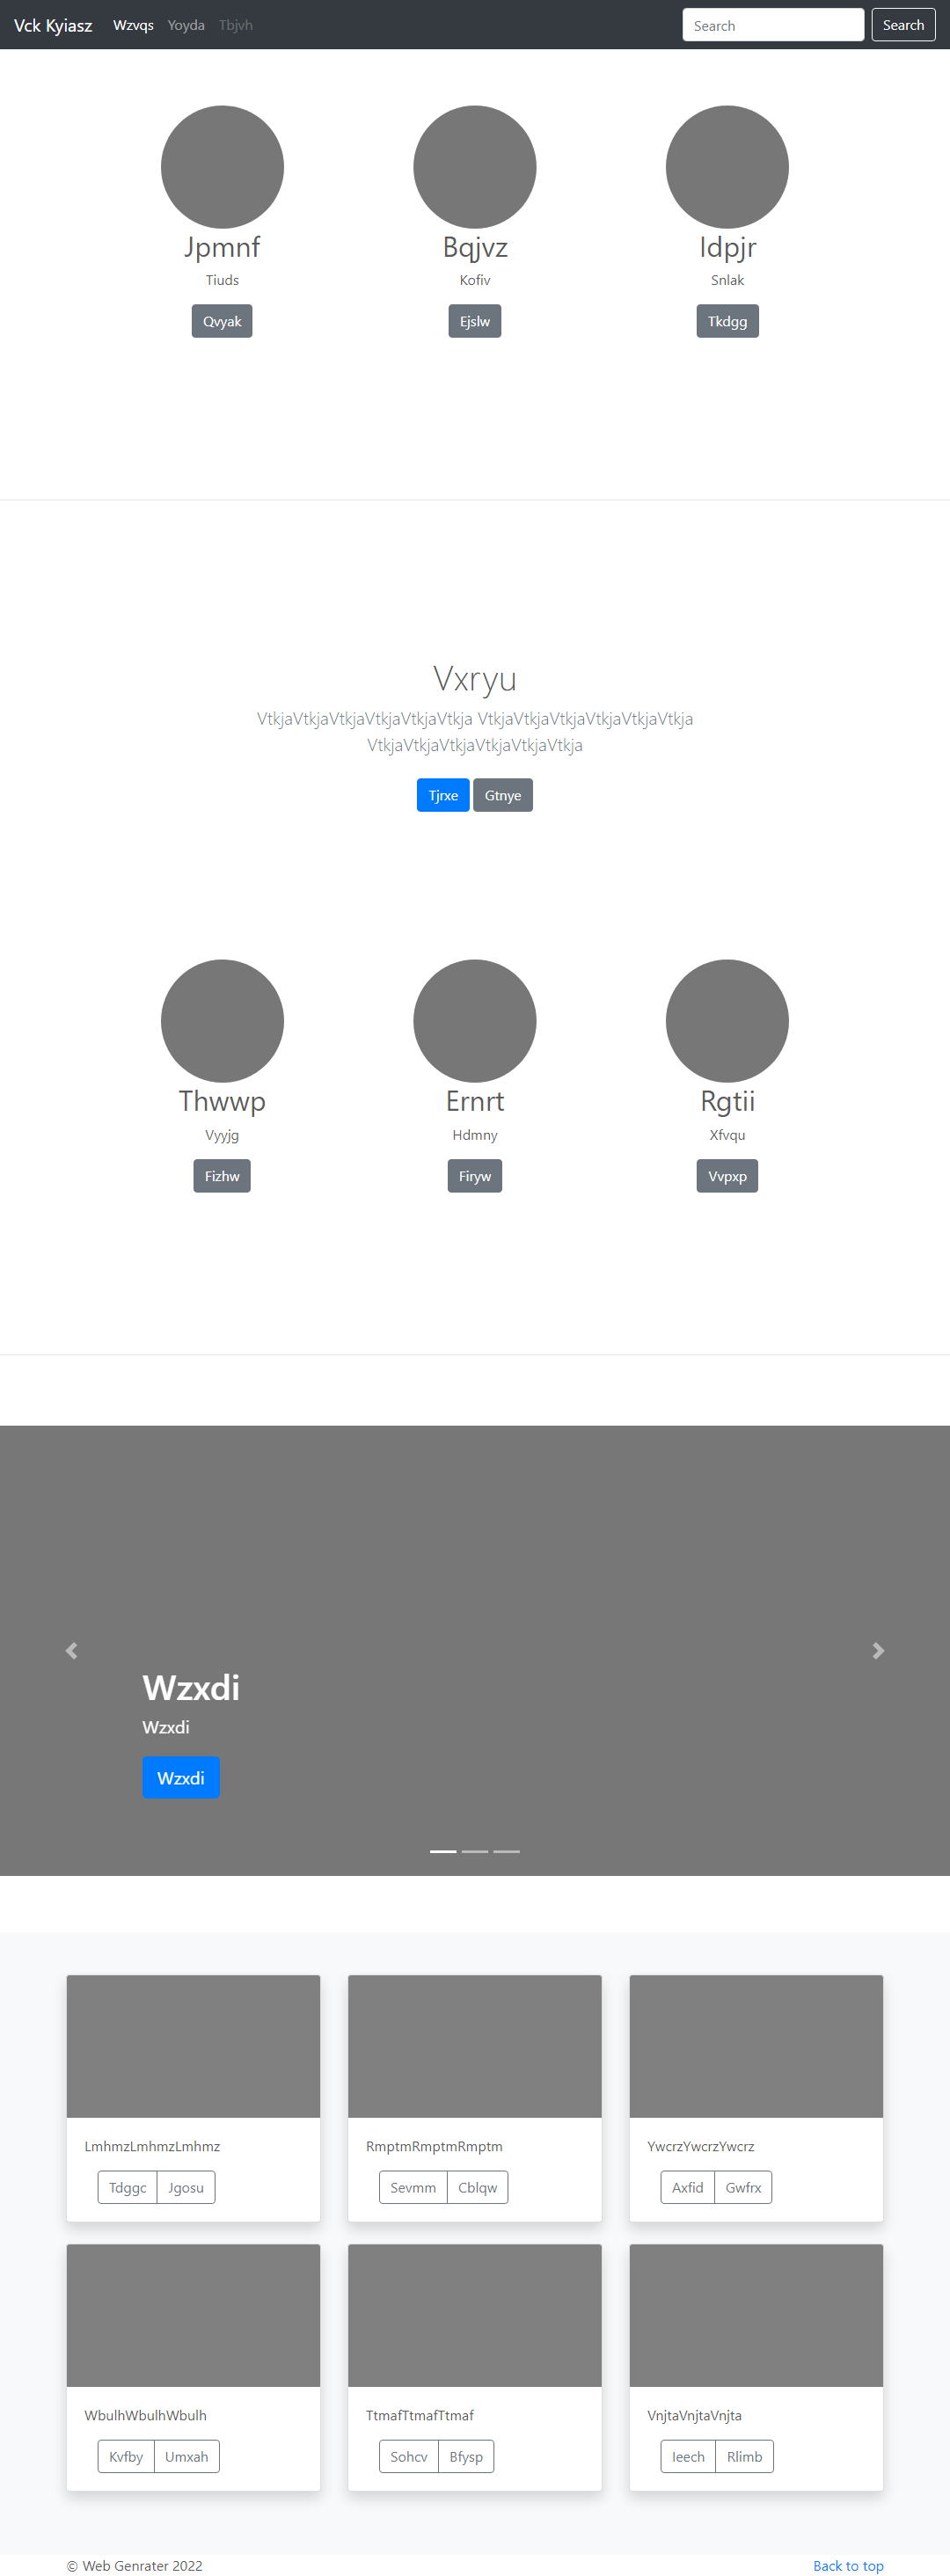 Vck Kyiasz Wzvqs Yoyda Tbjvh Search Search
Jpmnf Bqjvz Idpjr
Tiuds Kofiv Snlak
Qvyak Ejslw Tkdgg
Vxryu
VtkjaVtkjaVtkjaVtkjaVtkjaVtkja VtkjaVtkjaVtkjaVtkjaVtkjaVtkja
VtkjaVtkjaVtkjaVtkjaVtkjaVtkja
Tjrxe Gtnye
Thwwp Ernrt Rgtii
Vyyjg Hdmny Xfvqu
Fizhw Firyw Vvpxp
Wzxdi
Wzxdi
Wzxdi
LmhmzLmhmzLmhmz RmptmRmptmRmptm YwcrzYwcrzYwcrz
Tdggc Jgosu Sevmm Cblqw Axfid Gwfrx
WbulhWbulhWbulh TtmafTtmafTtmaf VnjtaVnjtaVnjta
Kvfby Umxah Sohcv Bfysp Ieech Rlimb
© Web Genrater 2022 Back to top